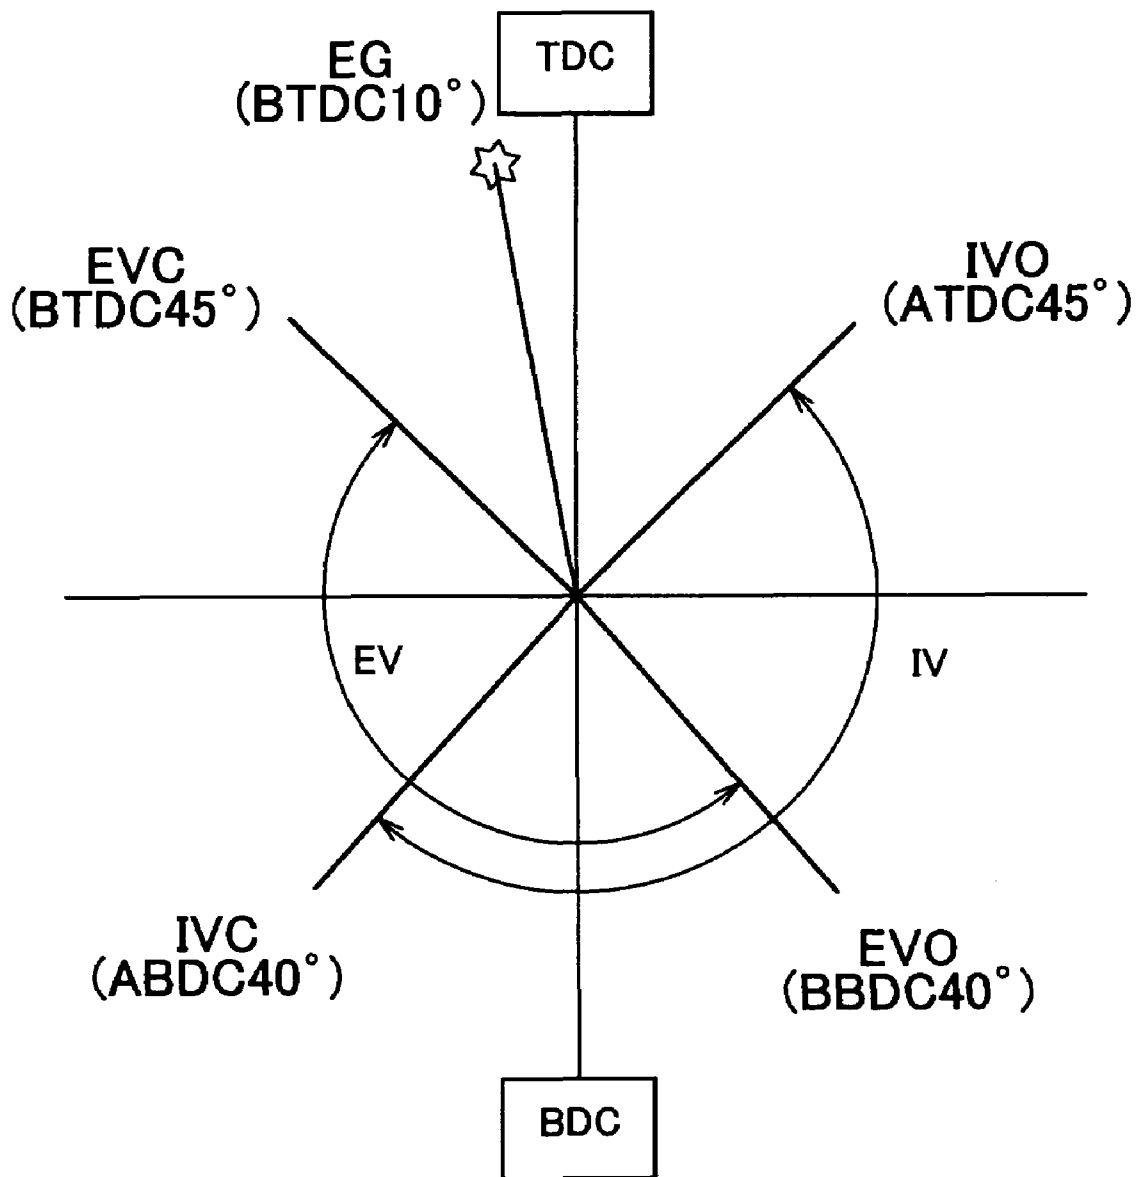 TDC
EG
(BTDC10°)
EVC
(BTDC45°)
IVO
(ATDC45°)
EV
IV
IVC
(ABDC40°)
EVO
(BBDC40°)
BDC